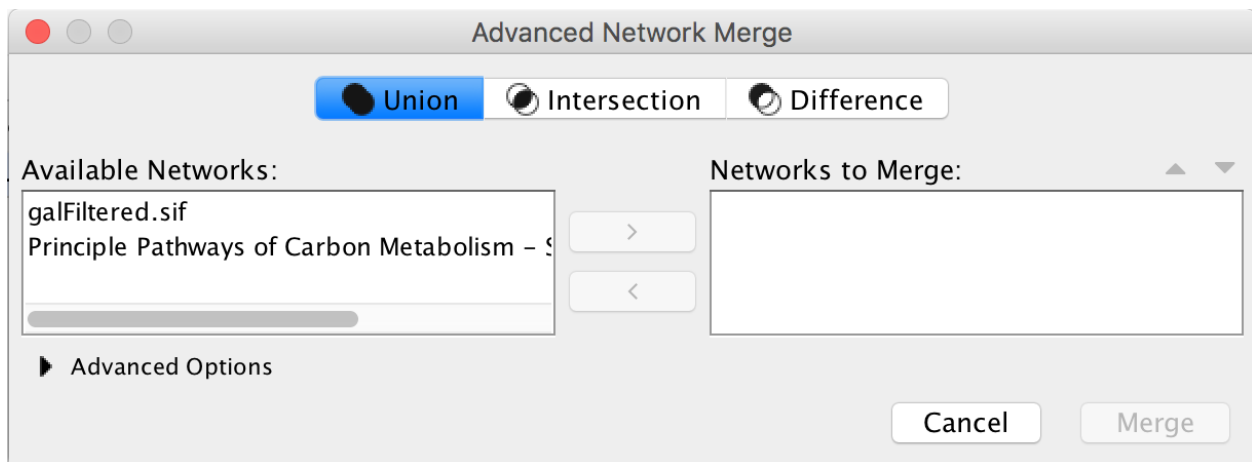 Advanced Network Merge
Union
Intersection
Difference
Available Networks:
galFiltered.sif
Principle Pathways of Carbon Metabolism –
>
<
Networks to Merge:
Advanced Options
Cancel
Merge